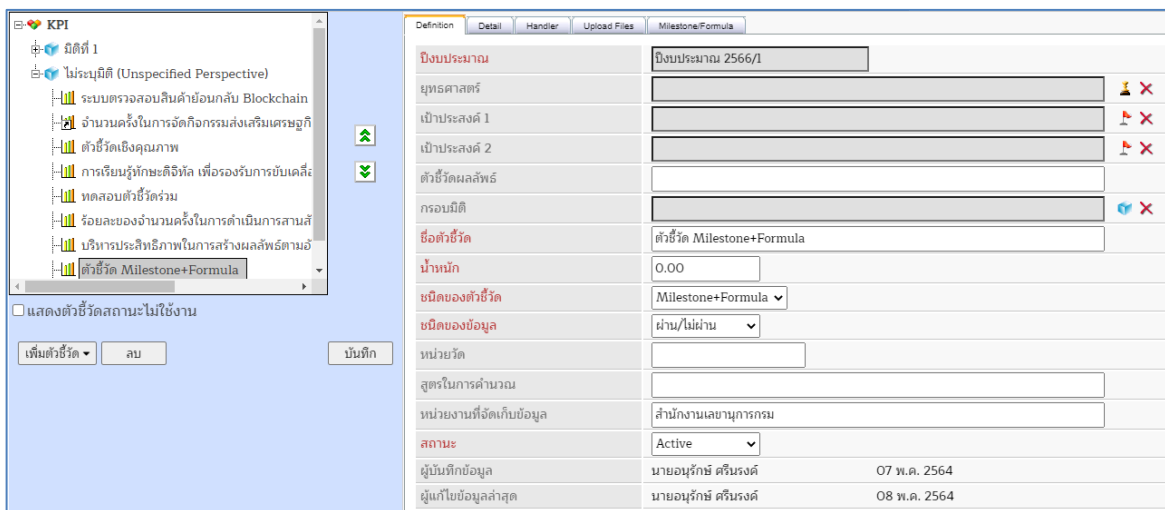 KPI
มิติที่ 1
ไม่ระบุมิติ (Unspecified Perspective)
ระบบตรวจสอบสินค้าย้อนกลับ Blockchain
จำนวนครั้งในการจัดกิจกรรมส่งเสริมเศรษฐกิ
ตัวชี้วัดเชิงคุณภาพ
การเรียนรู้ทักษะดิจิทัล เพื่อรองรับการขับเคลื่อ
ทดสอบตัวชี้วัดร่วม
ร้อยละของจำนวนครั้งในการดำเนินการสานสั
บริหารประสิทธิภาพในการสร้างผลลัพธ์ตามอั
ตัวชี้วัด Milestone+Formula
แสดงตัวชี้วัดสถานะไม่ใช้งาน
เพิ่มตัวชี้วัด ลบ บันทึก
Definition Detail Handler Upload Files Milestone/Formula
ปีงบประมาณ ปีงบประมาณ 2566/1
ยุทธศาสตร์
เป้าประสงค์ 1
เป้าประสงค์ 2
ตัวชี้วัดผลลัพธ์
กรอบมิติ
ชื่อตัวชี้วัด ตัวชี้วัด Milestone+Formula
น้ำหนัก 0.00
ชนิดของตัวชี้วัด Milestone+Formula
ชนิดของข้อมูล ผ่าน/ไม่ผ่าน
หน่วยวัด
สูตรในการคำนวณ
หน่วยงานที่จัดเก็บข้อมูล สำนักงานเลขานุการกรม
สถานะ Active
ผู้บันทึกข้อมูล นายอนุรักษ์ ศรีนรงค์ 07 พ.ค. 2564
ผู้แก้ไขข้อมูลล่าสุด นายอนุรักษ์ ศรีนรงค์ 08 พ.ค. 2564